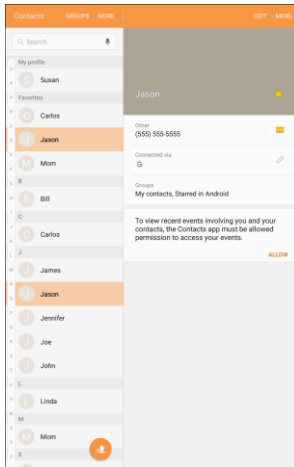 Contacts GROUPS MORE EDIT MORE
Search
My profile
S Susan
Favorites
C Carlos
J Jason
M Mom
B
B Bill
C
C Carlos
J
J James
J Jason
J Jennifer
J Joe
J John
L
L Linda
M
M Mom
S
Jason
Other
(555) 555-5555
Connected via
G
Groups
My contacts, Starred in Android
To view recent events involving you and your
contacts, the Contacts app must be allowed
permission to access your events.
ALLOW